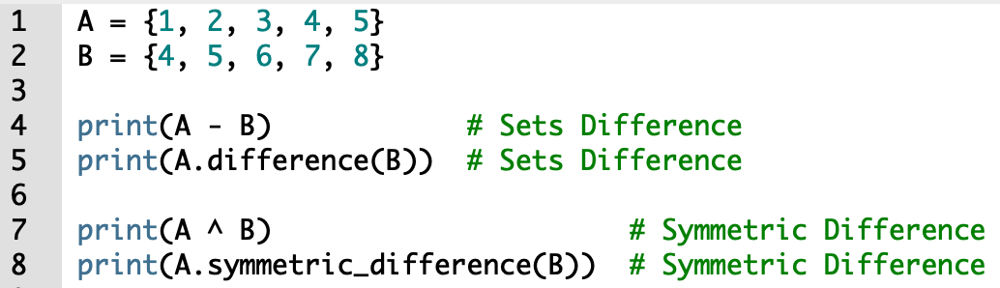 1 A = {1, 2, 3, 4, 5}
2 B = {4, 5, 6, 7, 8}
3
4 print(A - B)            # Sets Difference
5 print(A.difference(B))  # Sets Difference
6
7 print(A ^ B)                      # Symmetric Difference
8 print(A.symmetric_difference(B))  # Symmetric Difference